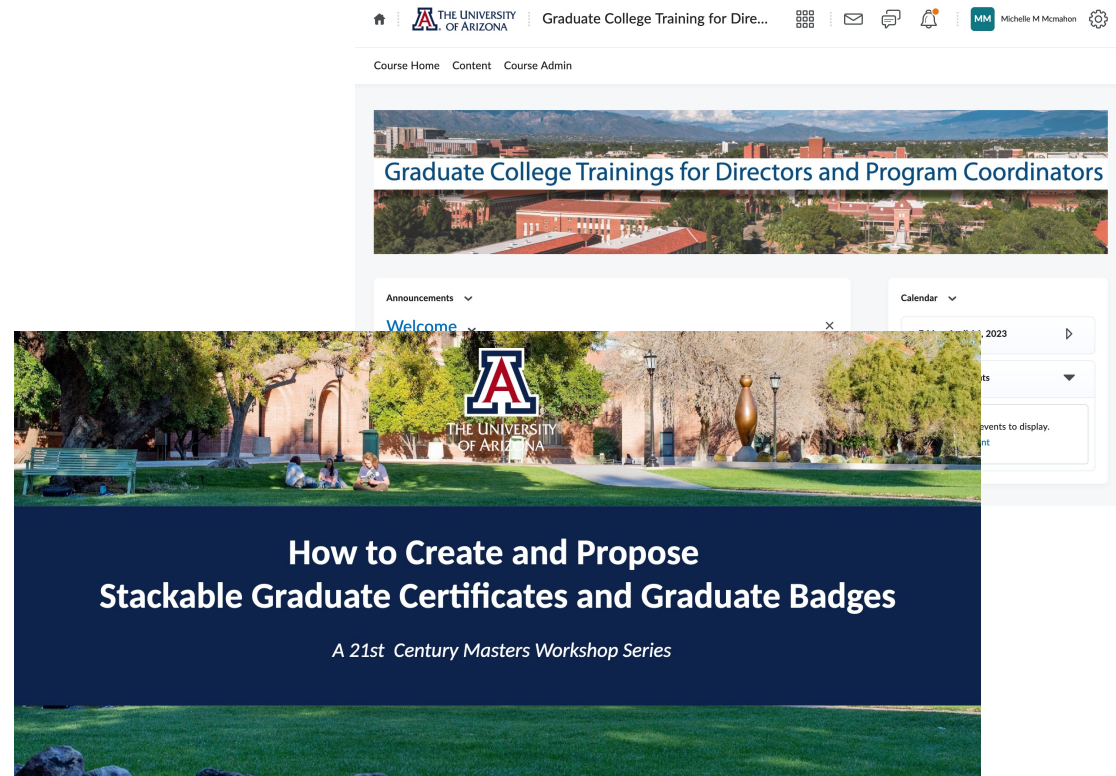 THE UNIVERSITY
OF ARIZONA
Graduate College Training for Dire...
MM
Michelle M Mcmahon
Course Home Content Course Admin
Graduate College Trainings for Directors and Program Coordinators
Announcements
Calendar
Welcome
, 2023
events to display.
THE UNIVERSITY
OF ARIZONA
How to Create and Propose
Stackable Graduate Certificates and Graduate Badges
A 21st Century Masters Workshop Series